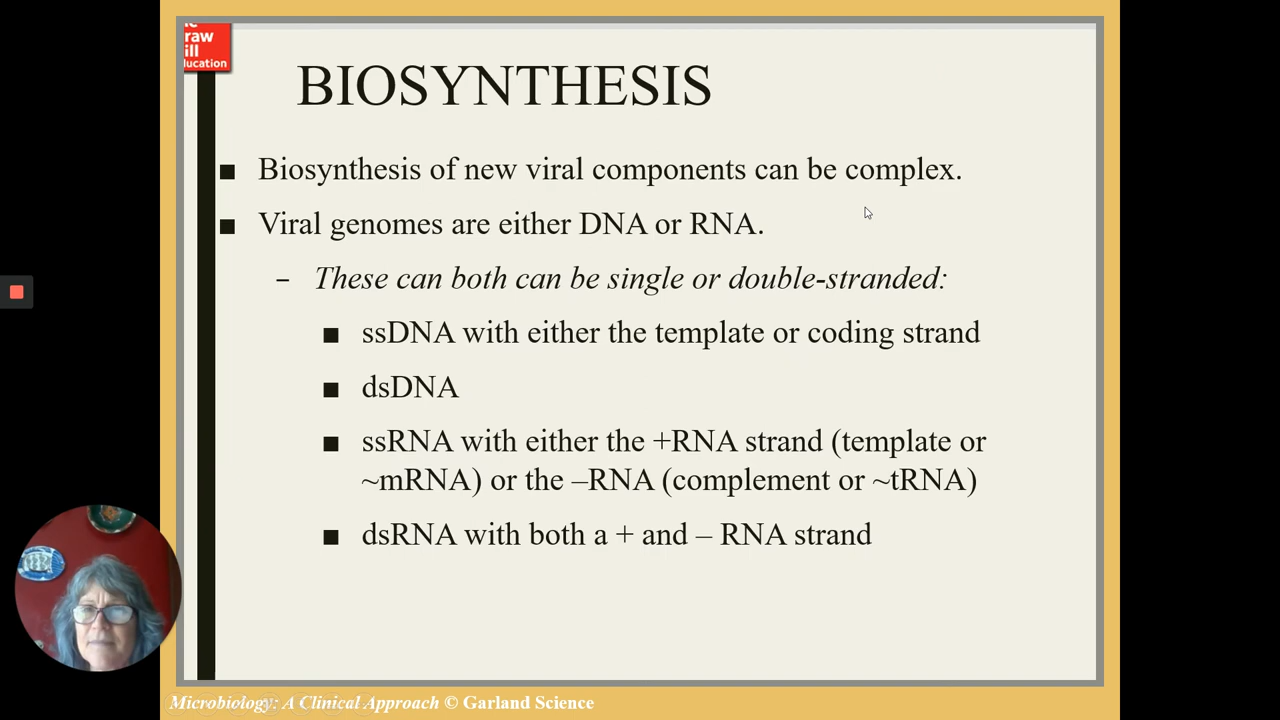 raw
ill
ucation
BIOSYNTHESIS
■ Biosynthesis of new viral components can be complex.
■ Viral genomes are either DNA or RNA.
– These can both can be single or double-stranded:
■ ssDNA with either the template or coding strand
■ dsDNA
■ ssRNA with either the +RNA strand (template or
~mRNA) or the –RNA (complement or ~tRNA)
■ dsRNA with both a + and – RNA strand
Microbiology: A Clinical Approach © Garland Science